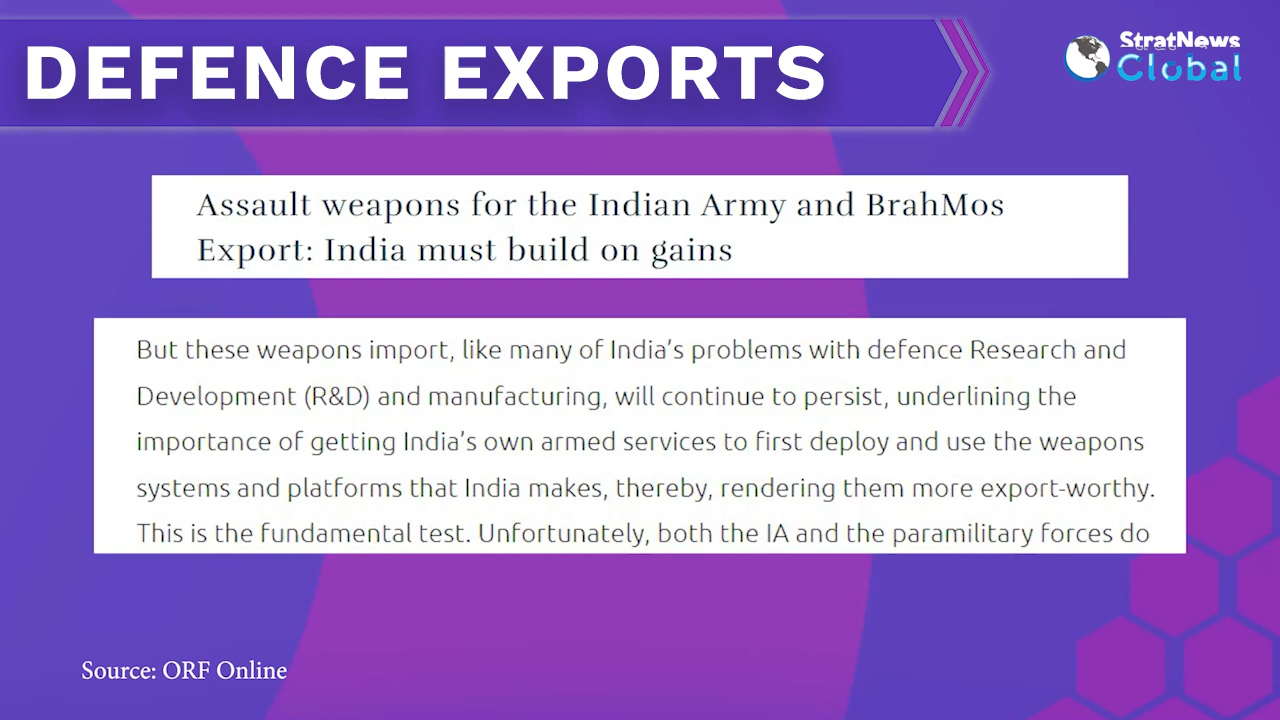 DEFENCE EXPORTS
StratNews
Global
Assault weapons for the Indian Army and BrahMos
Export: India must build on gains
But these weapons import, like many of India's problems with defence Research and
Development (R&D) and manufacturing, will continue to persist, underlining the
importance of getting India's own armed services to first deploy and use the weapons
systems and platforms that India makes, thereby, rendering them more export-worthy.
This is the fundamental test. Unfortunately, both the IA and the paramilitary forces do
Source: ORF Online